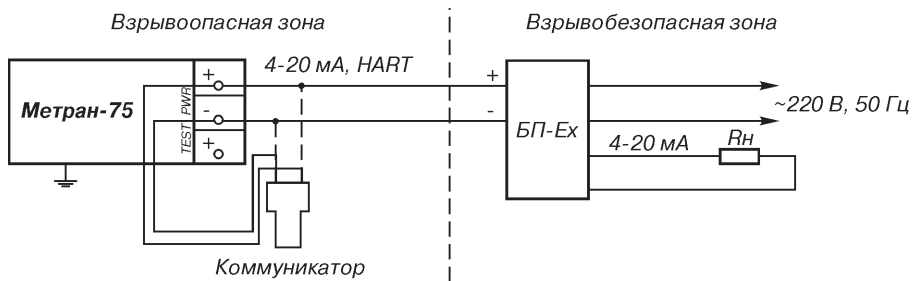 Взрывоопасная зона
Взрывобезопасная зона
4-20 мА, HART
Метран-75
+
PWR
-
TEST
+
+
-
БП-Ex
~220 В, 50 Гц
4-20 мА
Rн
Коммуникатор